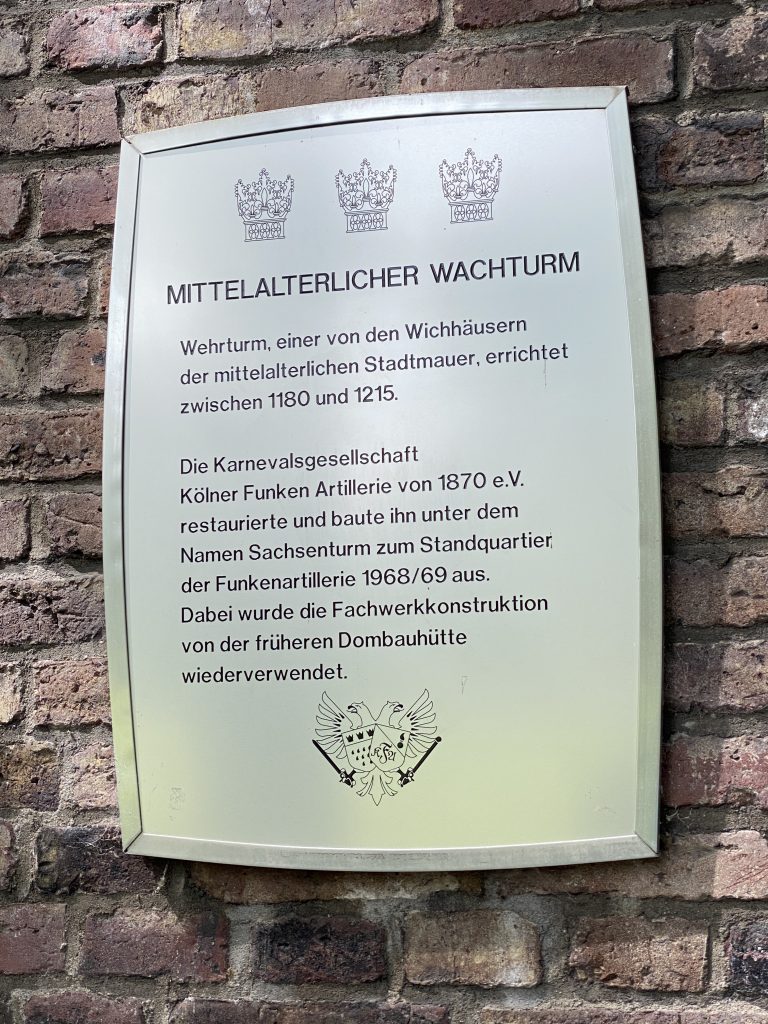 MITTELALTERLICHER WACHTURM
Wehrturm, einer von den Wichhäusern
der mittelalterlichen Stadtmauer, errichtet
zwischen 1180 und 1215.
Die Karnevalsgesellschaft
Kölner Funken Artillerie von 1870 e.V.
restaurierte und baute ihn unter dem
Namen Sachsenturm zum Standquartier
der Funkenartillerie 1968/69 aus.
Dabei wurde die Fachwerkkonstruktion
von der früheren Dombauhütte
wiederverwendet.